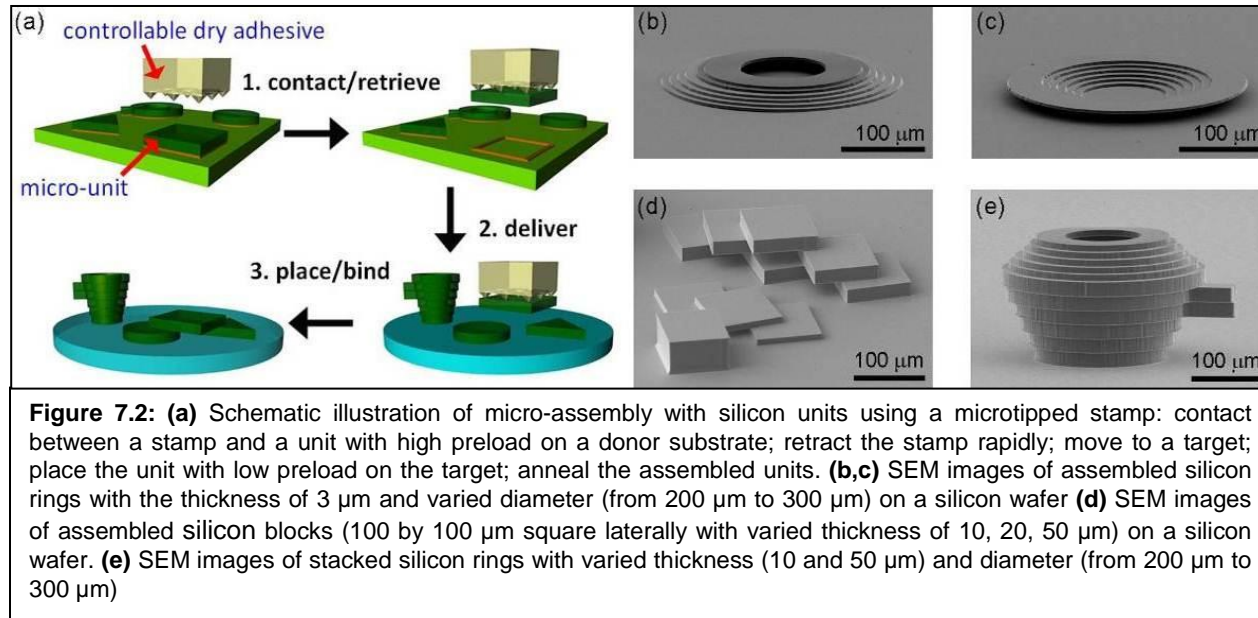 (a)
controllable dry adhesive
1. contact/retrieve
micro-unit
2. deliver
3. place/bind
(b)
100 μm
(c)
100 μm
(d)
100 μm
(e)
100 μm
Figure 7.2: (a) Schematic illustration of micro-assembly with silicon units using a microtipped stamp: contact
between a stamp and a unit with high preload on a donor substrate; retract the stamp rapidly; move to a target;
place the unit with low preload on the target; anneal the assembled units. (b,c) SEM images of assembled silicon
rings with the thickness of 3 μm and varied diameter (from 200 μm to 300 μm) on a silicon wafer (d) SEM images
of assembled silicon blocks (100 by 100 μm square laterally with varied thickness of 10, 20, 50 μm) on a silicon
wafer. (e) SEM images of stacked silicon rings with varied thickness (10 and 50 μm) and diameter (from 200 μm to
300 μm)